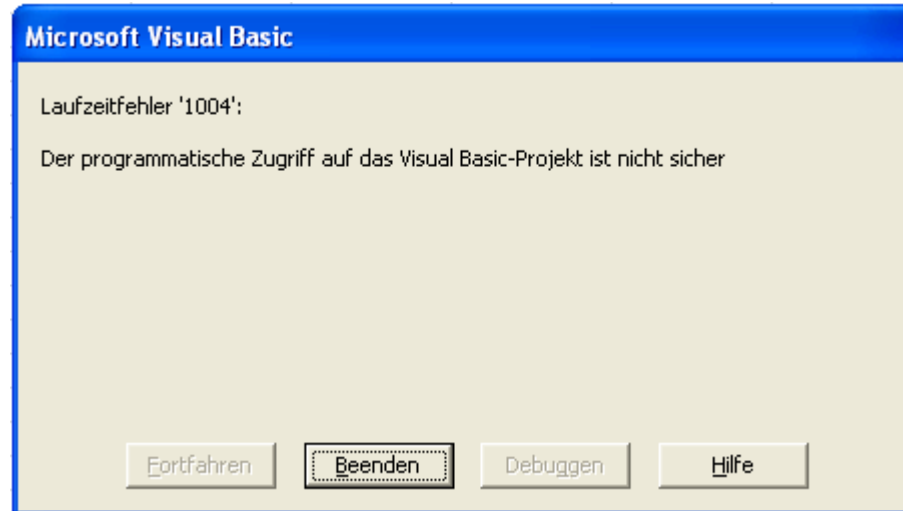 Microsoft Visual Basic
Laufzeitfehler '1004':
Der programmatische Zugriff auf das Visual Basic-Projekt ist nicht sicher
Fortfahren Beenden Debuggen Hilfe